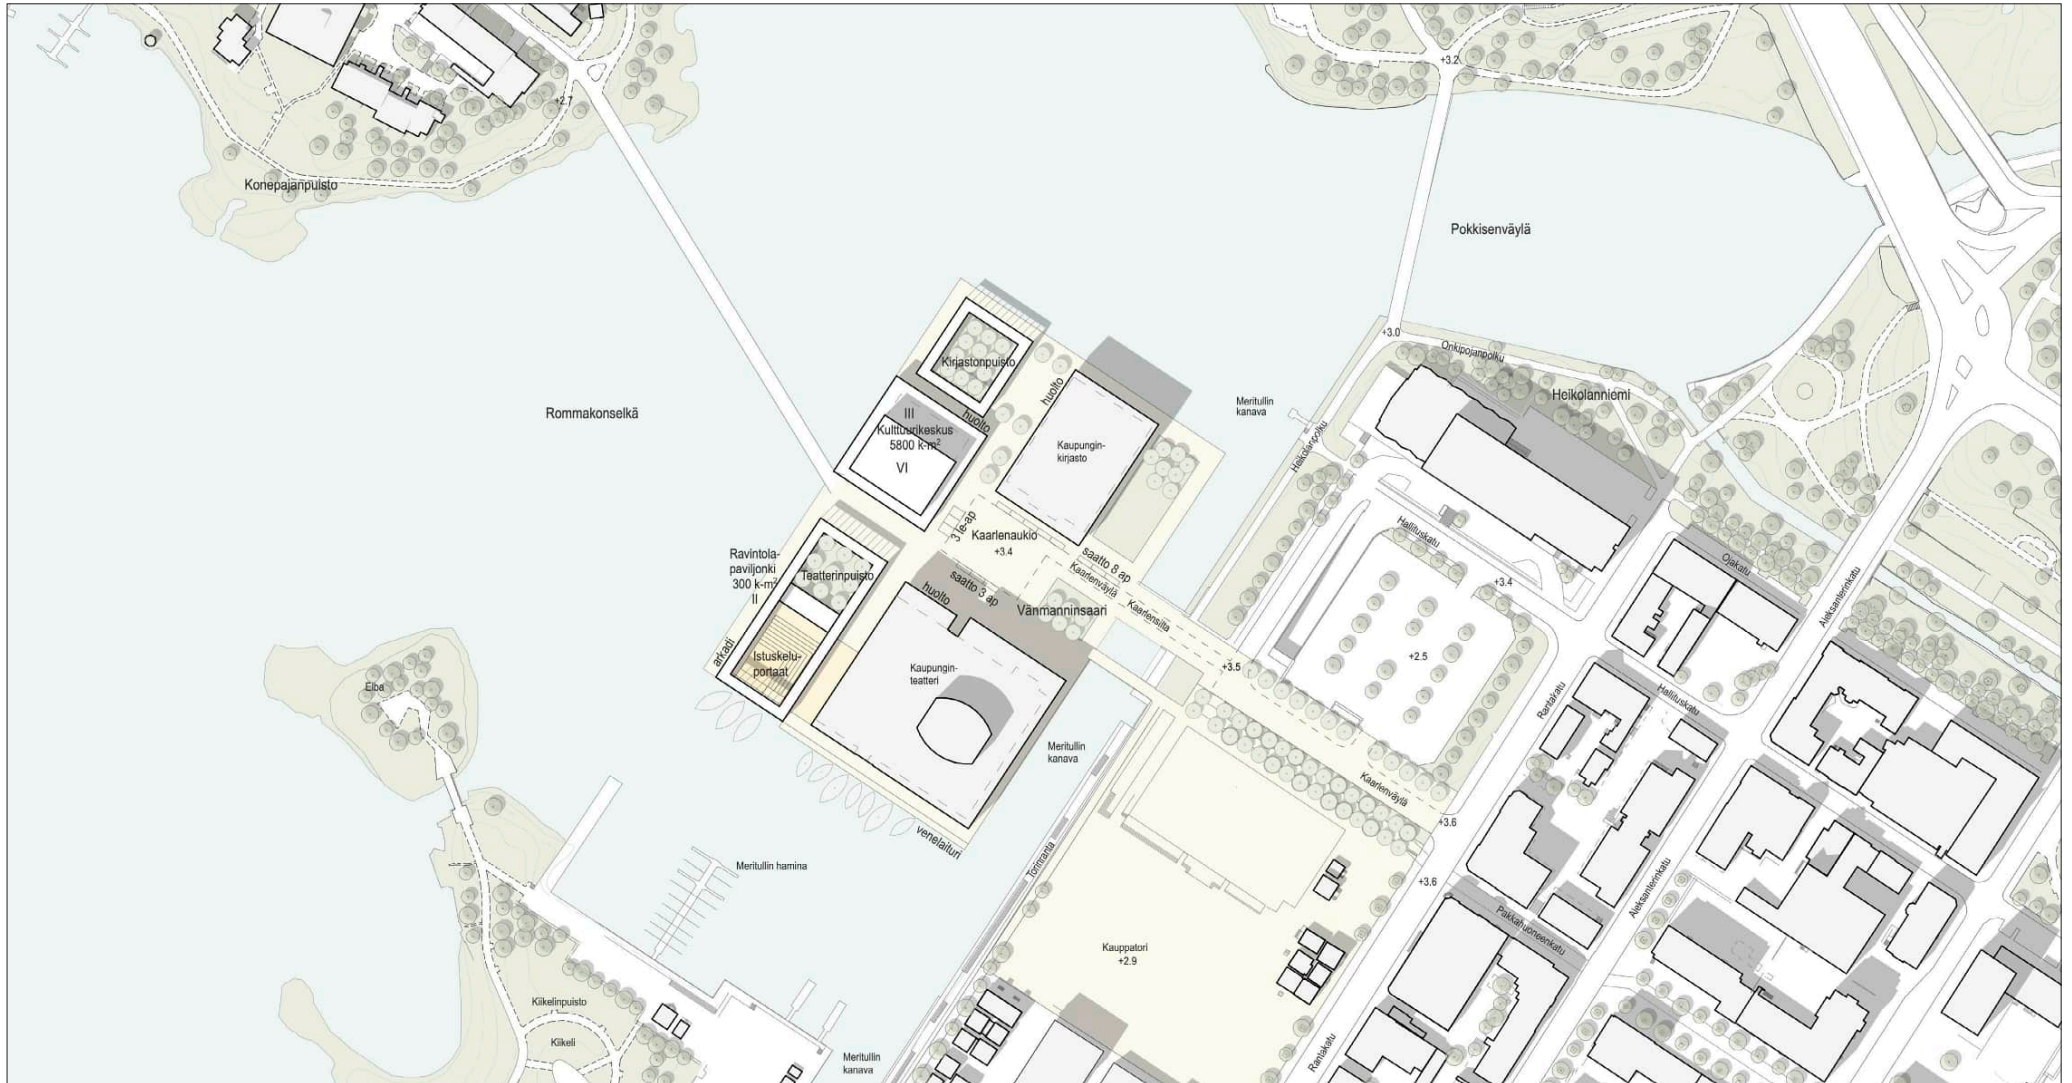 +3.2
+2.7
Konepajanpuisto
Pokkisenväylä
+3.0
Onkipojanpolku
Kirjastonpuisto
huolto
Heikolanniemi
Meritullin
kanava
Rommakonselkä
III
huolto
Kulttuurikeskus
5800 k-m²
VI
Kaupungin-
kirjasto
Heikolanpolku
3 le-ap
Kaarlenaukio
+3.4
Hallituskatu
Ravintola-
paviljonki
300 k-m²
II
Teatterinpuisto
saatto 8 ap
Kaarlenväylä
saatto 3 ap
huolto
Vänmanninsaari
Kaarlensilta
+3.4
Ojakatu
Aleksanterinkatu
arkadi
Istuskelu-
portaat
Kaupungin-
teatteri
+3.5
+2.5
Rantakatu
Hallituskatu
Elba
Meritullin
kanava
Kaarlenväylä
+3.6
venelaituri
Torinranta
Meritullin hamina
+3.6
Aleksanterinkatu
Pakkahuoneenkatu
Kauppatori
+2.9
Kiikelinpuisto
Kiikeli
Meritullin
kanava
Rantakatu